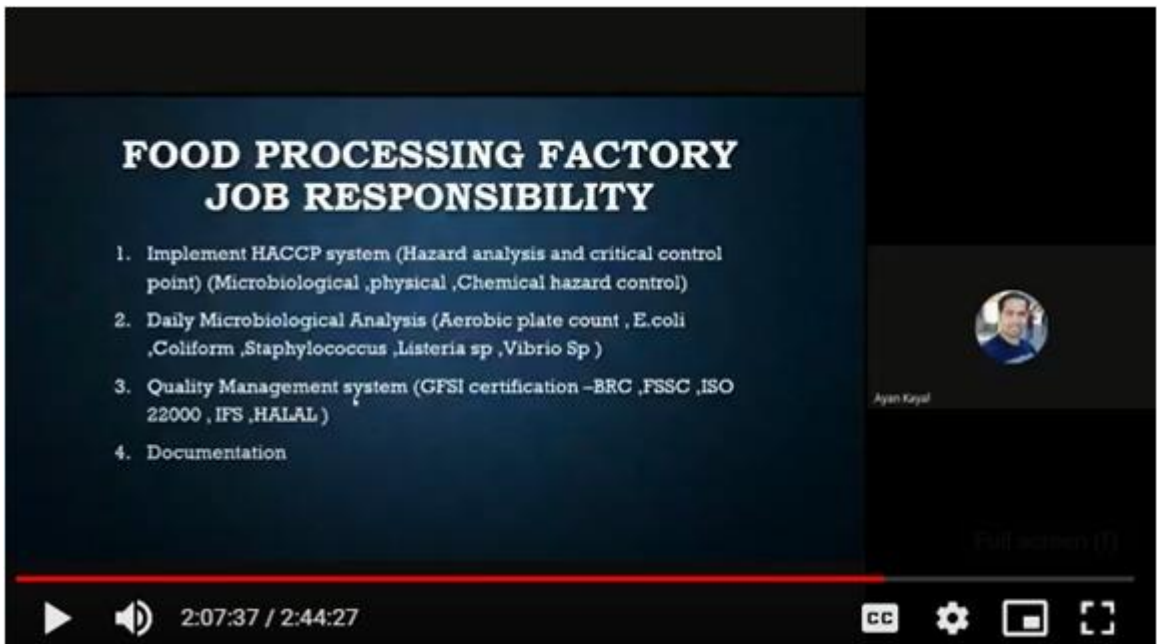 FOOD PROCESSING FACTORY
JOB RESPONSIBILITY
1. Implement HACCP system (Hazard analysis and critical control
point) (Microbiological ,physical ,Chemical hazard control)
2. Daily Microbiological Analysis (Aerobic plate count , E.coli
,Coliform ,Staphylococcus ,Listeria sp ,Vibrio Sp )
3. Quality Management system (GFSI certification –BRC ,FSSC ,ISO
22000 , IFS ,HALAL )
4. Documentation
Ayan Kayal
Full screen (f)
2:07:37 / 2:44:27
CC